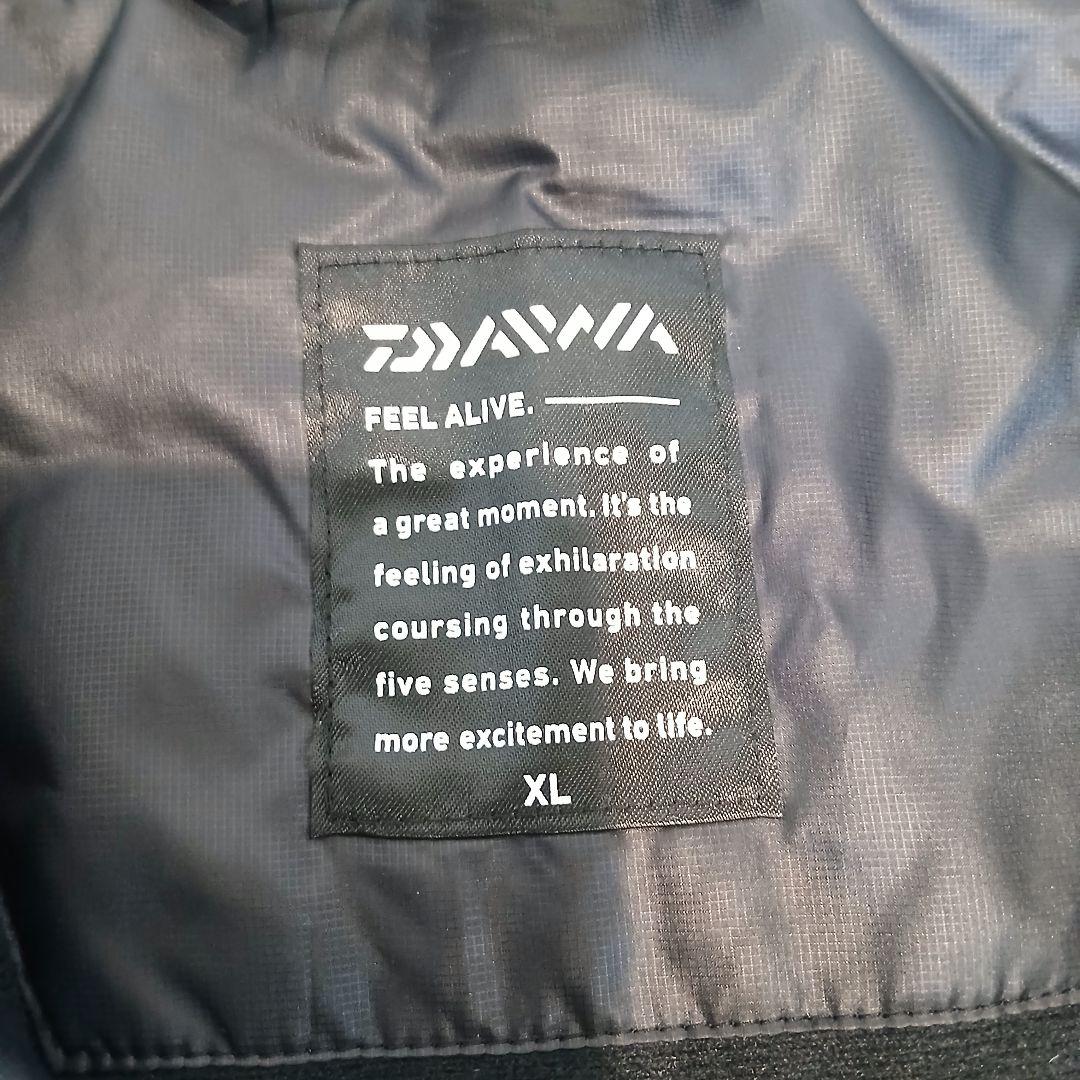 DAIWA
FEEL ALIVE.
The experience of
a great moment. It's the
feeling of exhilaration
coursing through the
five senses. We bring
more excitement to life.
XL